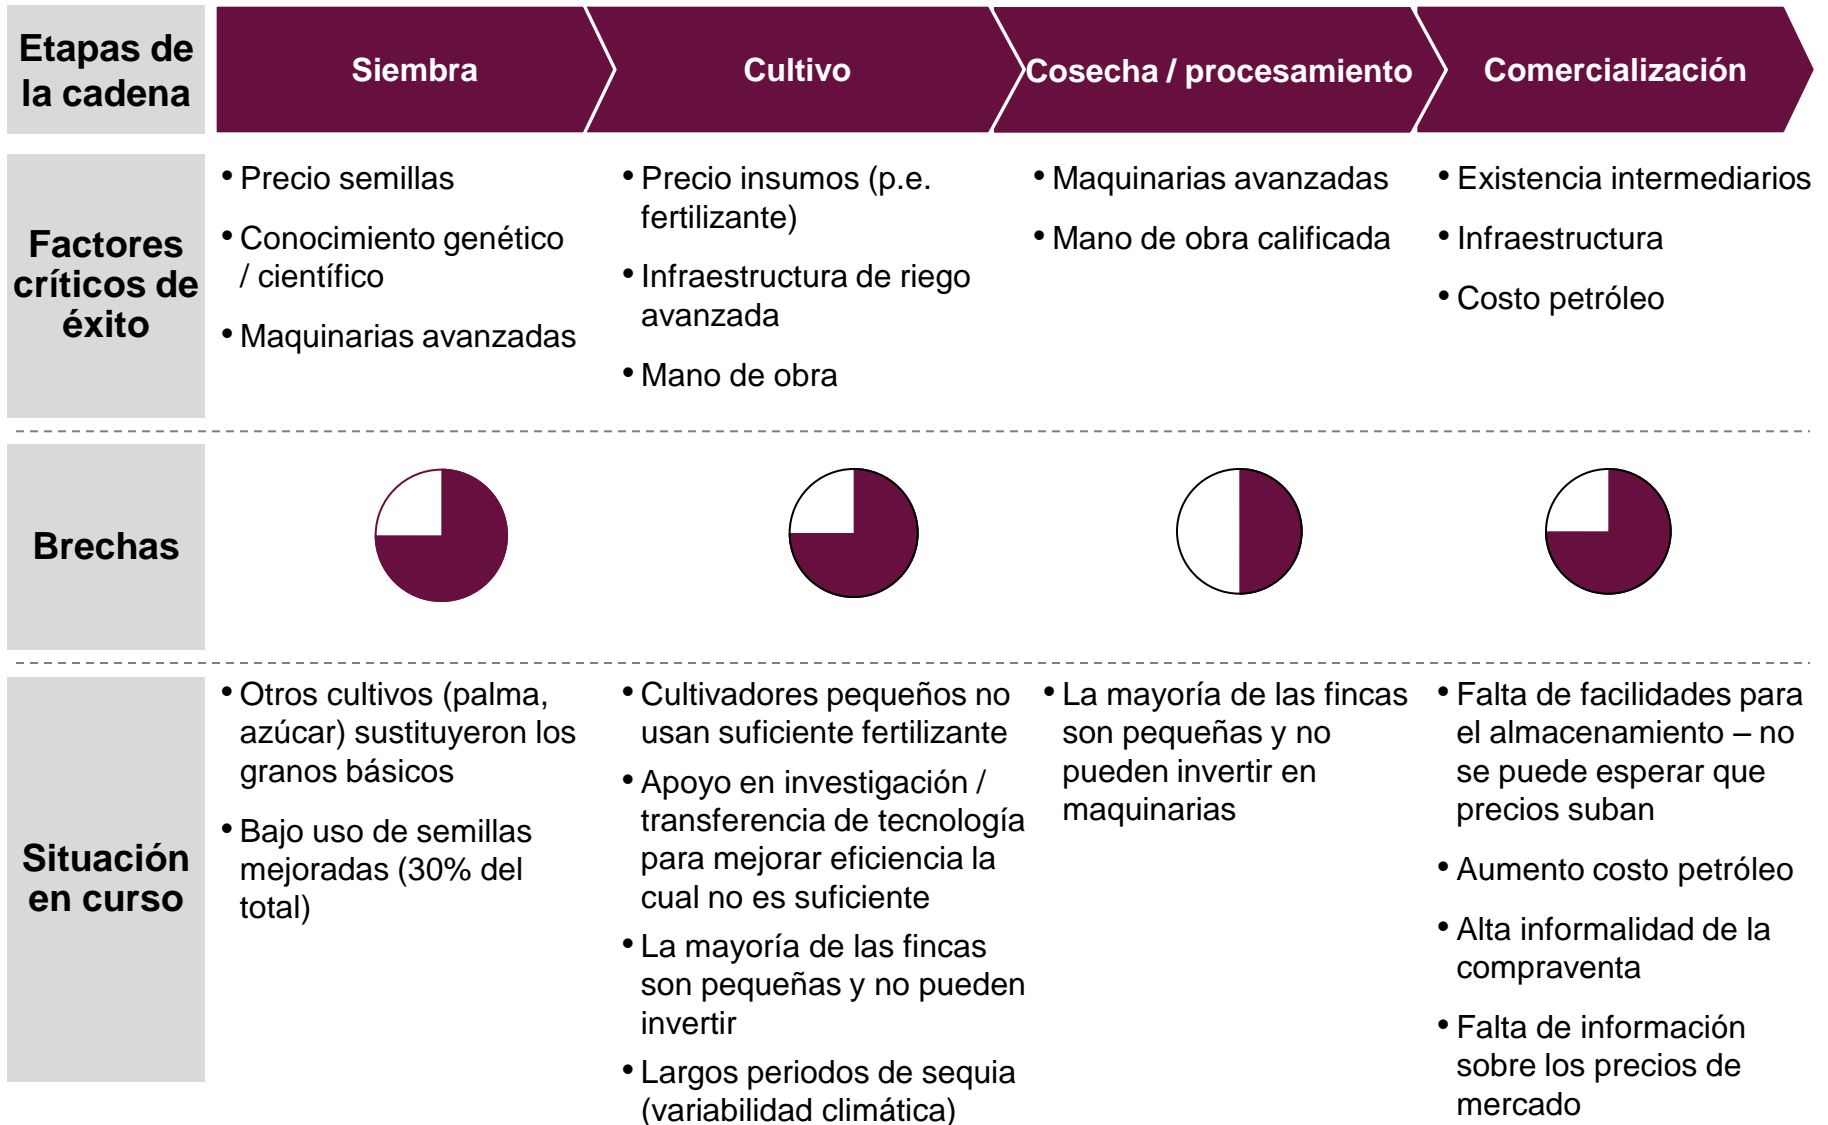 Etapas de
la cadena
Siembra
Cultivo
Cosecha / procesamiento
Comercialización
Factores
críticos de
éxito
• Precio semillas
• Conocimiento genético
/ científico
• Maquinarias avanzadas
• Precio insumos (p.e.
fertilizante)
• Infraestructura de riego
avanzada
• Mano de obra
• Maquinarias avanzadas
• Mano de obra calificada
• Existencia intermediarios
• Infraestructura
• Costo petróleo
Brechas
Situación
en curso
• Otros cultivos (palma,
azúcar) sustituyeron los
granos básicos
• Bajo uso de semillas
mejoradas (30% del
total)
• Cultivadores pequeños no
usan suficiente fertilizante
• Apoyo en investigación /
transferencia de tecnología
para mejorar eficiencia la
cual no es suficiente
• La mayoría de las fincas
son pequeñas y no pueden
invertir
• Largos periodos de sequia
(variabilidad climática)
• La mayoría de las fincas
son pequeñas y no
pueden invertir en
maquinarias
• Falta de facilidades para
el almacenamiento – no
se puede esperar que
precios suban
• Aumento costo petróleo
• Alta informalidad de la
compraventa
• Falta de información
sobre los precios de
mercado